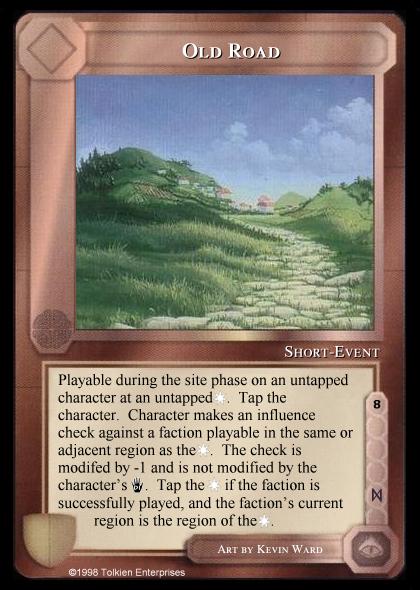 OLD ROAD
SHORT-EVENT
Playable during the site phase on an untapped
character at an untapped . Tap the
character. Character makes an influence
check against a faction playable in the same or
adjacent region as the . The check is
modifed by -1 and is not modified by the
character's . Tap the if the faction is
successfully played, and the faction's current
region is the region of the .
8
ART BY KEVIN WARD
©1998 Tolkien Enterprises